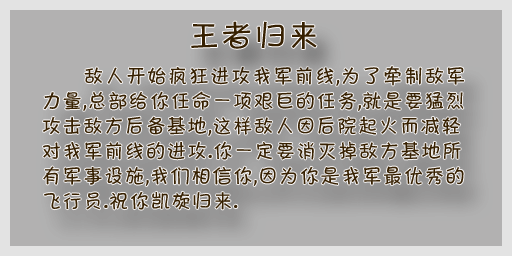 王者归来
敌人开始疯狂进攻我军前线,为了牵制敌军
力量,总部给你任命一项艰巨的任务,就是要猛烈
攻击敌方后备基地,这样敌人因后院起火而减轻
对我军前线的进攻.你一定要消灭掉敌方基地所
有军事设施,我们相信你,因为你是我军最优秀的
飞行员.祝你凯旋归来.